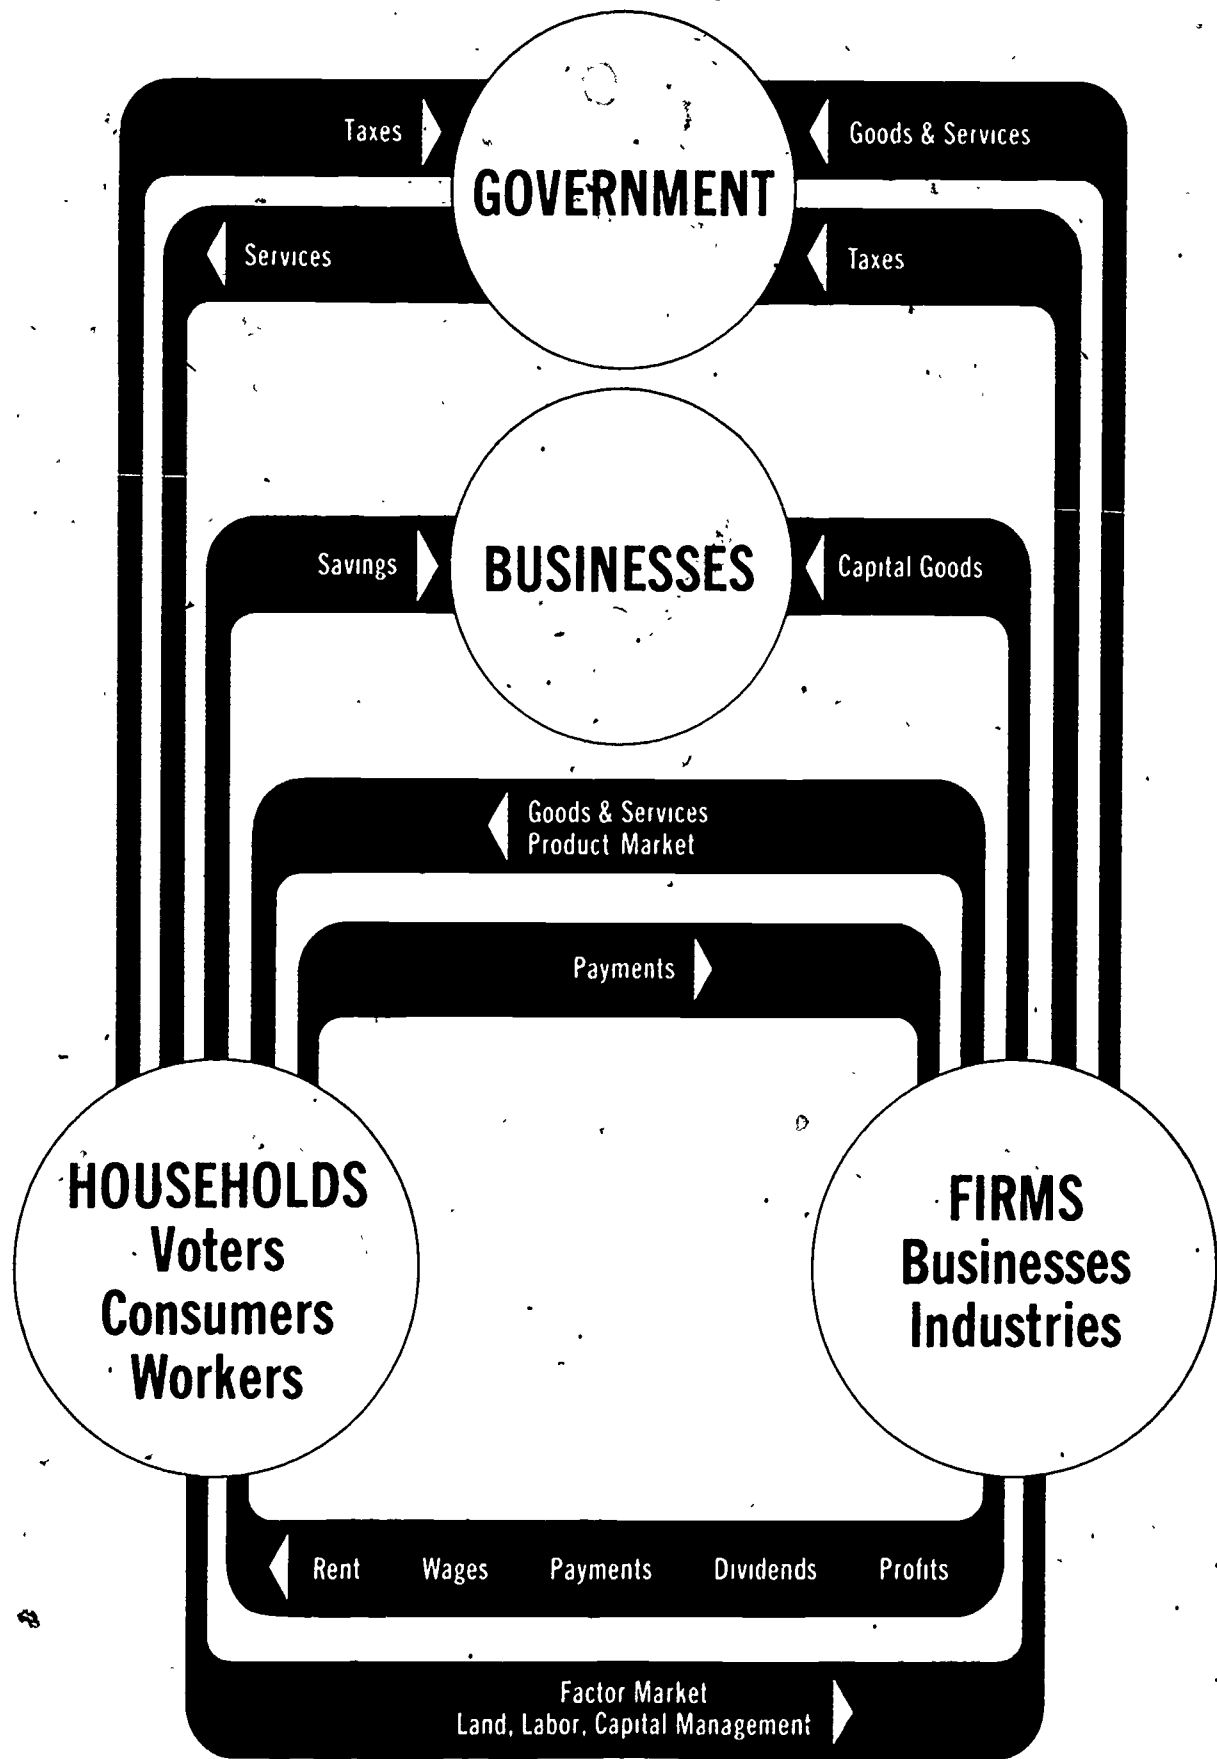 Taxes
Goods & Services
GOVERNMENT
Services
Taxes
Savings
BUSINESSES
Capital Goods
Goods & Services
Product Market
Payments
HOUSEHOLDS
Voters
Consumers
Workers
FIRMS
Businesses
Industries
Rent Wages Payments Dividends Profits
Factor Market
Land, Labor, Capital Management